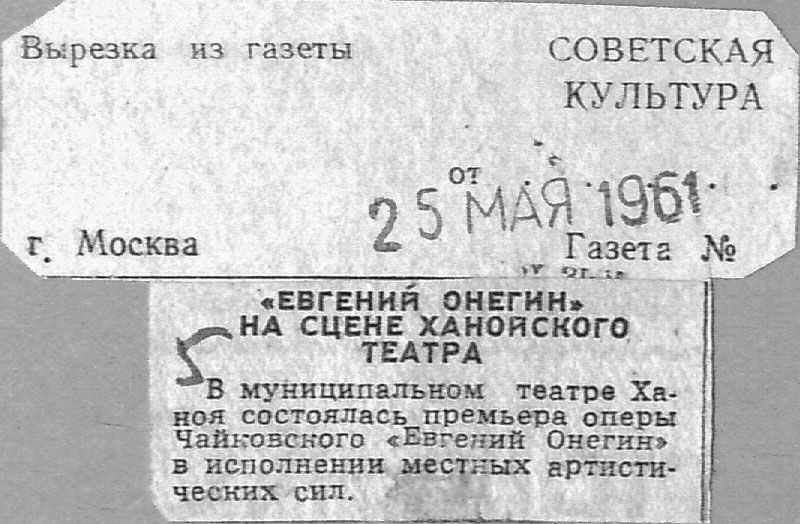 Вырезка из газеты
СОВЕТСКАЯ
КУЛЬТУРА
от
25 МАЯ 1961
г. Москва
Газета №
«ЕВГЕНИЙ ОНЕГИН»
НА СЦЕНЕ ХАНОЙСКОГО
ТЕАТРА
В муниципальном театре Ха-
ноя состоялась премьера оперы
Чайковского «Евгений Онегин»
в исполнении местных артисти-
ческих сил.